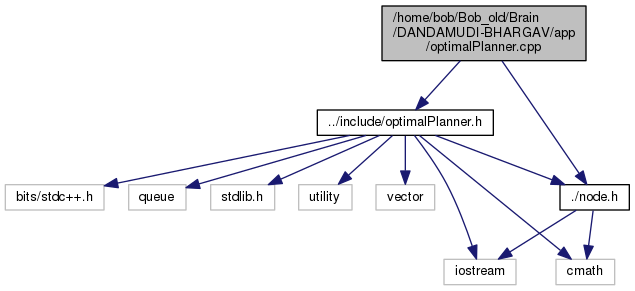 /home/bob/Bob_old/Brain
/DANDAMUDI-BHARGAV/app
/optimalPlanner.cpp
../include/optimalPlanner.h
bits/stdc++.h
queue
stdlib.h
utility
vector
./node.h
iostream
cmath